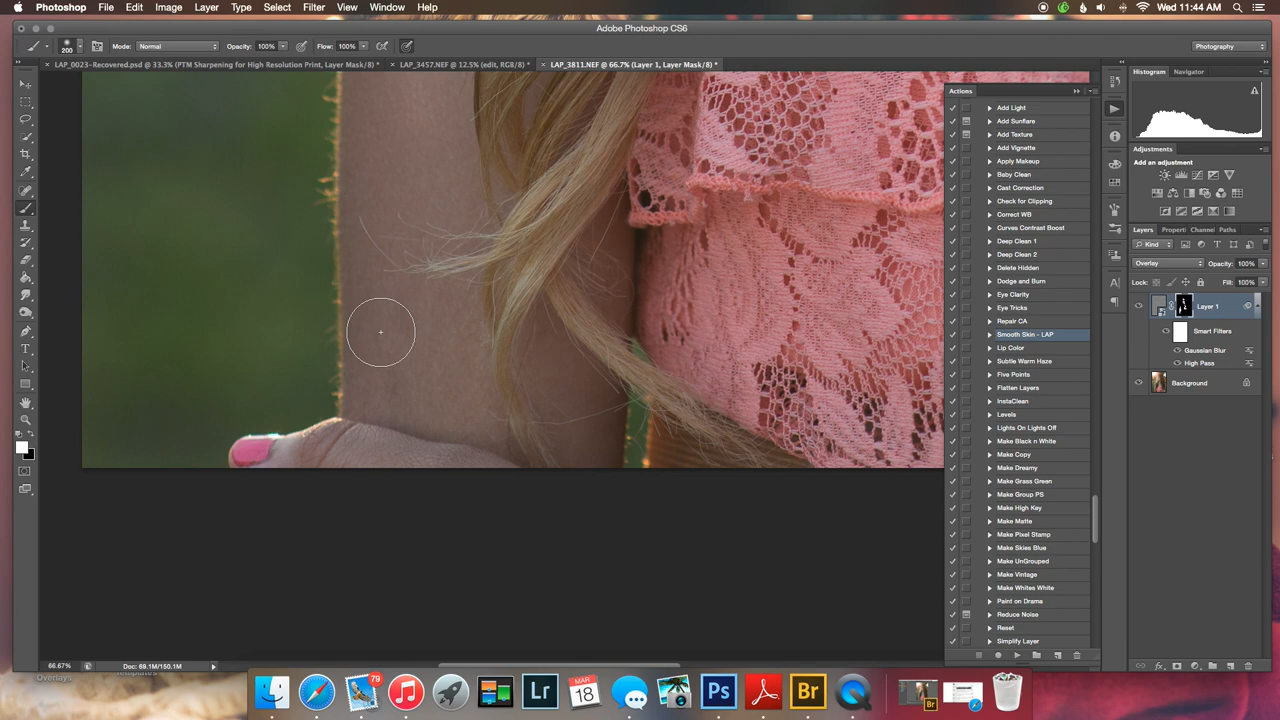 Photoshop File Edit Image Layer Type Select Filter View Window Help Wed 11:44 AM
Adobe Photoshop CS6
200 Mode: Normal Opacity: 100% Flow: 100% Photography
× LAP_0023-Recovered.psd @ 33.3% (PTM Sharpening for High Resolution Print, Layer Mask/8) * × LAP_3457.NEF @ 12.5% (edit, RGB/8) * × LAP_3811.NEF @ 66.7% (Layer 1, Layer Mask/8) *
Histogram Navigator
Actions
Add Light
Add Sunflare
Add Texture
Add Vignette
Apply Makeup
Baby Clean
Cast Correction
Check for Clipping
Correct WB
Curves Contrast Boost
Deep Clean 1
Deep Clean 2
Delete Hidden
Dodge and Burn
Eye Clarity
Eye Tricks
Repair CA
Smooth Skin - LAP
Lip Color
Subtle Warm Haze
Five Points
Flatten Layers
InstaClean
Levels
Lights On Lights Off
Make Black n White
Make Copy
Make Dreamy
Make Grass Green
Make Group PS
Make High Key
Make Matte
Make Pixel Stamp
Make Skies Blue
Make UnGrouped
Make Vintage
Make Whites White
Paint on Drama
Reduce Noise
Reset
Simplify Layer
Adjustments
Add an adjustment
Layers Properti Channel Paths
Kind
Overlay Opacity: 100%
Lock: Fill: 100%
Layer 1
Smart Filters
Gaussian Blur
High Pass
Background
66.67% Doc: 69.1M/150.1M
Overlays
79
Lr
MAR
18
Ps
Br
Br